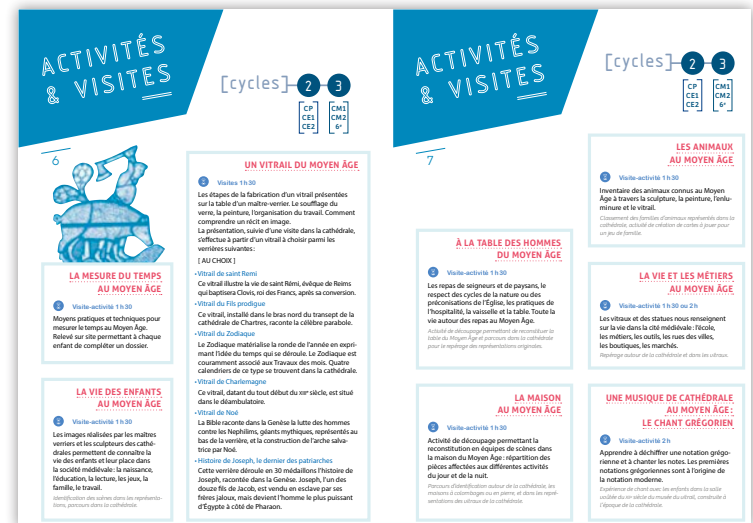 ACTIVITÉS
& VISITES
[cycles]
2
3
CP
CE1
CE2
CM1
CM2
6e
6
LA MESURE DU TEMPS
AU MOYEN ÂGE
Visite-activité 1 h 30
Moyens pratiques et techniques pour
mesurer le temps au Moyen Âge.
Relevé sur site permettant à chaque
enfant de compléter un dossier.
LA VIE DES ENFANTS
AU MOYEN ÂGE
Visite-activité 1 h 30
Les images réalisées par les maîtres
verriers et les sculpteurs des cathé-
drales permettent de connaître la
vie des enfants et leur place dans
la société médiévale : la naissance,
l'éducation, la lecture, les jeux, la
famille, le travail.
Identification des scènes dans les représenta-
tions, parcours dans la cathédrale.
UN VITRAIL DU MOYEN ÂGE
Visites 1 h 30
Les étapes de la fabrication d'un vitrail présentées
sur la table d'un maître-verrier. Le soufflage du
verre, la peinture, l'organisation du travail. Comment
comprendre un récit en image.
La présentation, suivie d'une visite dans la cathédrale,
s'effectue à partir d'un vitrail à choisir parmi les
verrières suivantes :
[ AU CHOIX ]
• Vitrail de saint Remi
Ce vitrail illustre la vie de saint Rémi, évêque de Reims
qui baptisera Clovis, roi des Francs, après sa conversion.
• Vitrail du Fils prodigue
Ce vitrail, installé dans le bras nord du transept de la
cathédrale de Chartres, raconte la célèbre parabole.
• Vitrail du Zodiaque
Le Zodiaque matérialise la ronde de l'année en expri-
mant l'idée du temps qui se déroule. Le Zodiaque est
couramment associé aux Travaux des mois. Quatre
calendriers de ce type se trouvent dans la cathédrale.
• Vitrail de Charlemagne
Ce vitrail, datant du tout début du XIIIe siècle, est situé
dans le déambulatoire.
• Vitrail de Noé
La Bible raconte dans la Genèse la lutte des hommes
contre les Nephilins, géants mythiques, représentés au
bas de la verrière, et la construction de l'arche salva-
trice par Noé.
• Histoire de Joseph, le dernier des patriarches
Cette verrière déroule en 30 médaillons l'histoire de
Joseph, racontée dans la Genèse. Joseph, l'un des
douze fils de Jacob, est vendu en esclave par ses
frères jaloux, mais devient l'homme le plus puissant
d'Égypte à côté de Pharaon.
ACTIVITÉS
& VISITES
[cycles]
2
3
CP
CE1
CE2
CM1
CM2
6e
7
À LA TABLE DES HOMMES
DU MOYEN ÂGE
Visite-activité 1 h 30
Les repas de seigneurs et de paysans, le
respect des cycles de la nature ou des
préconisations de l'Église, les pratiques de
l'hospitalité, la vaisselle et la table. Toute la
vie autour des repas au Moyen Âge.
Activité de découpage permettant de reconstituer la
table du Moyen Âge et parcours dans la cathédrale
pour le repérage des représentations originales.
LA MAISON
AU MOYEN ÂGE
Visite-activité 1 h 30
Activité de découpage permettant la
reconstitution en équipes de scènes dans
la maison du Moyen Âge : répartition des
pièces affectées aux différentes activités
du jour et de la nuit.
Parcours d'identification autour de la cathédrale, les
maisons à colombages ou en pierre, et dans les repré-
sentations des vitraux de la cathédrale.
LES ANIMAUX
AU MOYEN ÂGE
Visite-activité 1 h 30
Inventaire des animaux connus au Moyen
Âge à travers la sculpture, la peinture, l'enlu-
minure et le vitrail.
Classement des familles d'animaux représentés dans la
cathédrale, activité de création de cartes à jouer pour
un jeu de famille.
LA VIE ET LES MÉTIERS
AU MOYEN ÂGE
Visite-activité 1 h 30 ou 2 h
Les vitraux et des statues nous renseignent
sur la vie dans la cité médiévale : l'école,
les métiers, les outils, les rues des villes,
les boutiques, les marchés.
Repérage autour de la cathédrale et dans les vitraux.
UNE MUSIQUE DE CATHÉDRALE
AU MOYEN ÂGE :
LE CHANT GRÉGORIEN
Visite-activité 2 h
Apprendre à déchiffrer une notation grégo-
rienne et à chanter les notes. Les premières
notations grégoriennes sont à l'origine de
la notation moderne.
Expérience de chant avec les enfants dans la salle
voûtée du XIIe siècle du musée du vitrail, construite à
l'époque de la cathédrale.